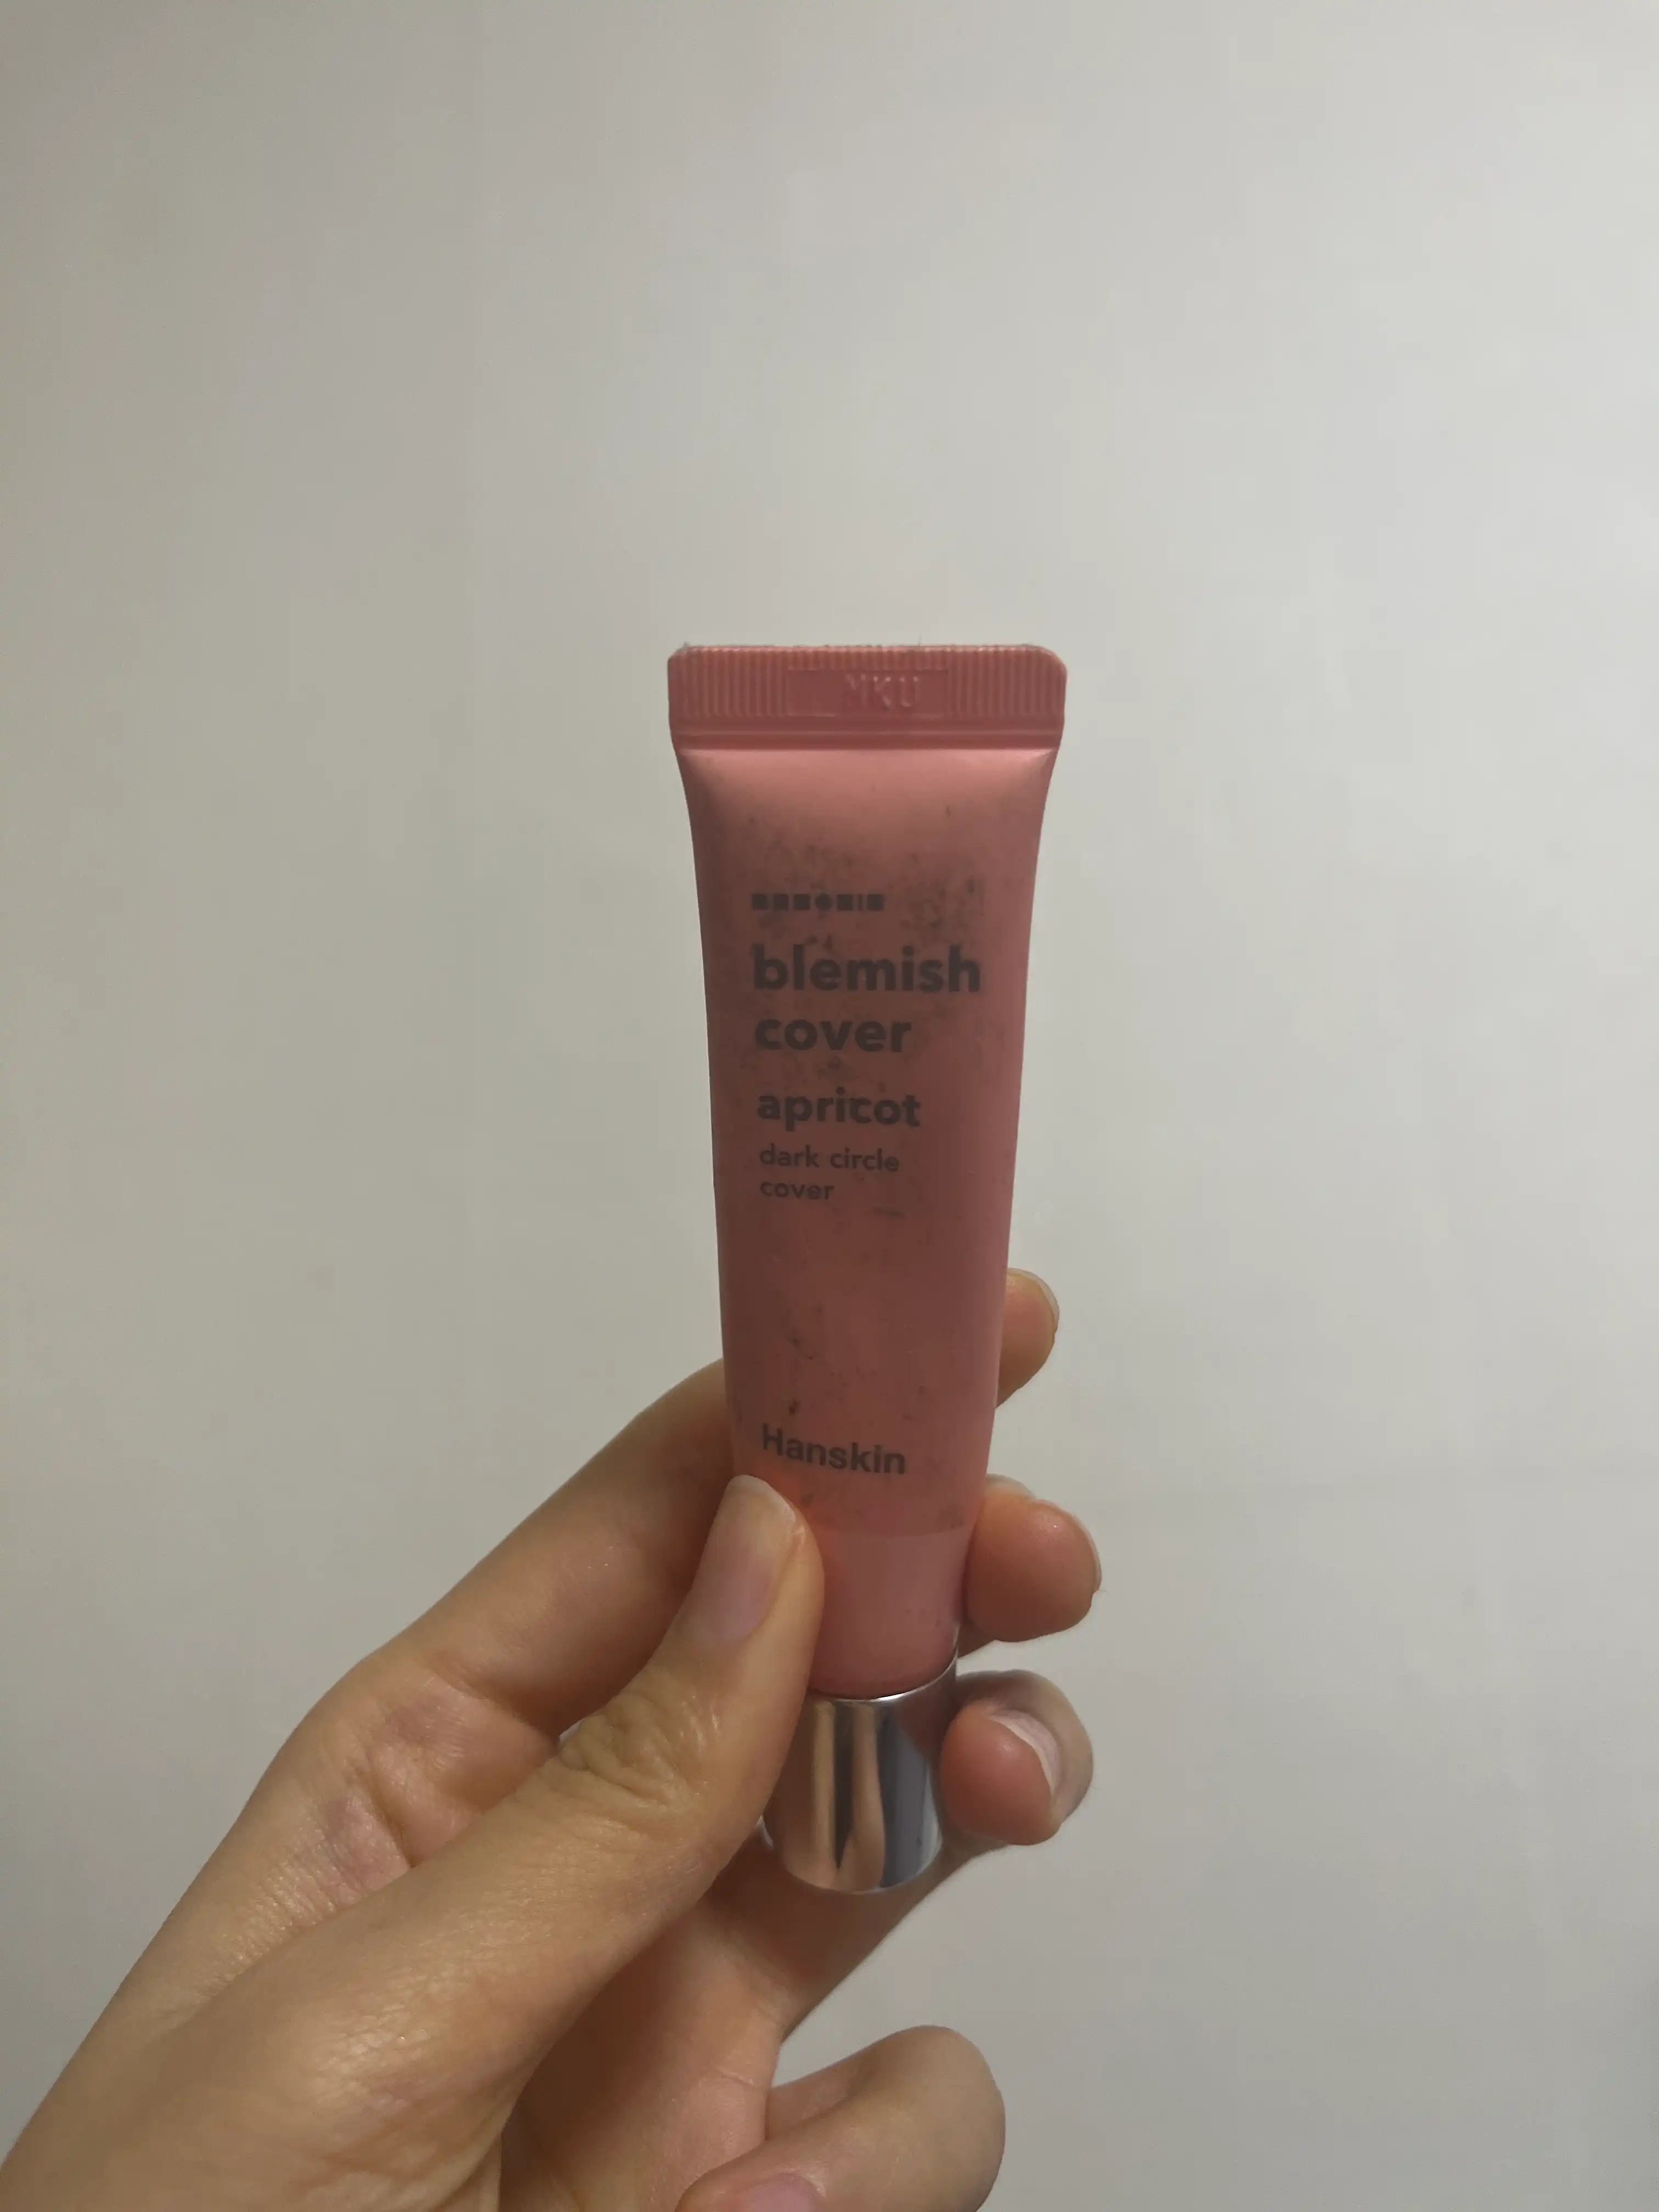 blemish
cover
apricot
dark circle
cover
Hanskin